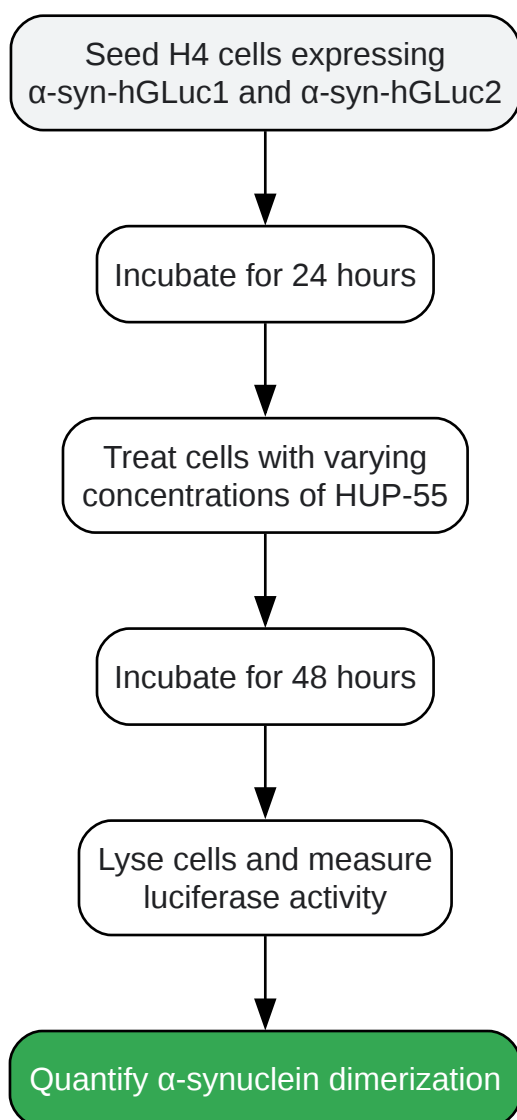 Seed H4 cells expressing
α-syn-hGLuc1 and α-syn-hGLuc2
Incubate for 24 hours
Treat cells with varying
concentrations of HUP-55
Incubate for 48 hours
Lyse cells and measure
luciferase activity
Quantify α-synuclein dimerization